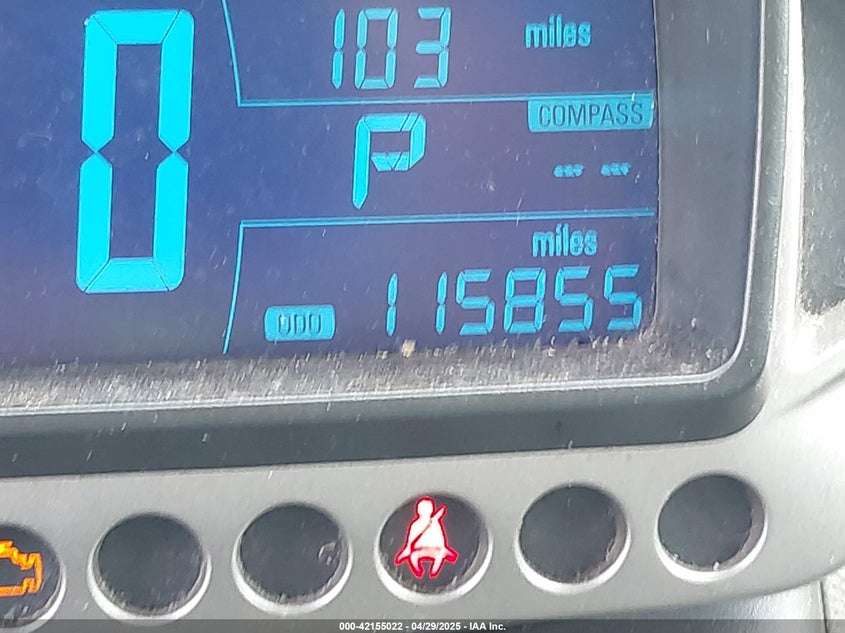 0
103 miles
COMPASS
P
-- --
miles
ODO 115855
000-42155022 - 04/29/2025 - IAA Inc.